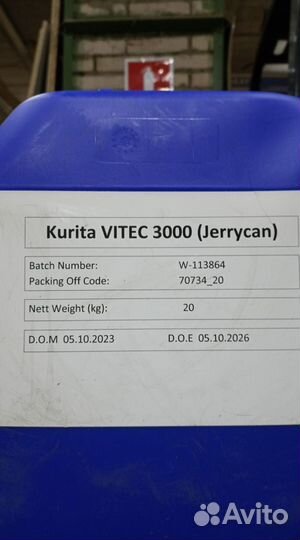 Kurita VITEC 3000 (Jerrycan)
Batch Number: W-113864
Packing Off Code: 70734_20
Nett Weight (kg): 20
D.O.M 05.10.2023 D.O.E 05.10.2026
Avito